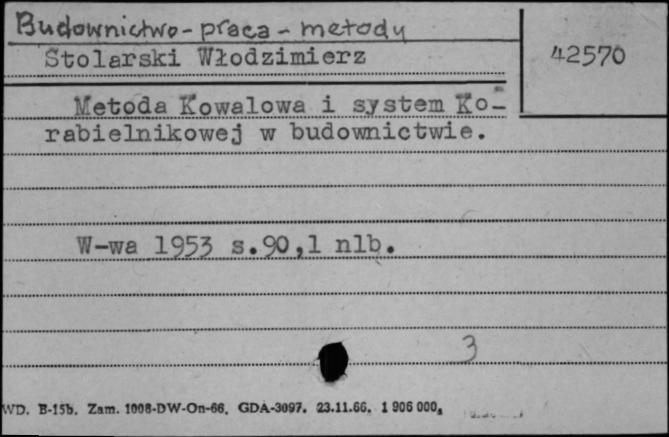 Budownictwo - praca - metody
Stolarski Włodzimierz
42570
Metoda Kowalowa i system Ko-
rabielnikowej w budownictwie.
W-wa 1953 s.90,1 nlb.
3
WD. B-15b. Zam. 1008-DW-On-66. GDA-3097. 23.11.66. 1 906 000.